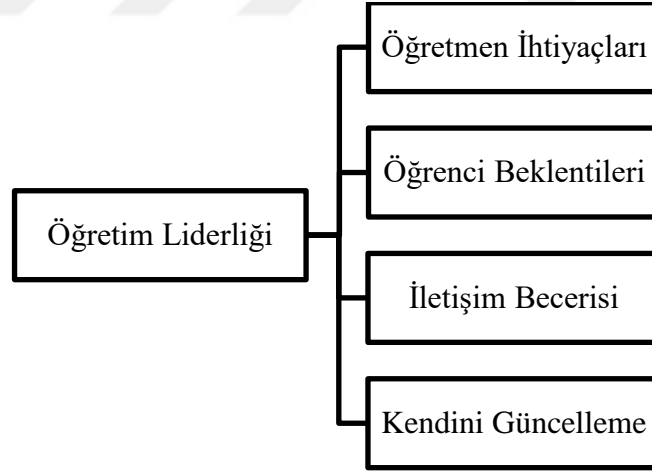 Öğretmen İhtiyaçları
Öğrenci Beklentileri
Öğretim Liderliği
İletişim Becerisi
Kendini Güncelleme